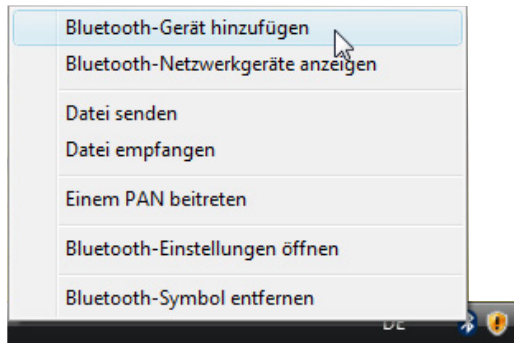 Bluetooth-Gerät hinzufügen
Bluetooth-Netzwerkgeräte anzeigen
Datei senden
Datei empfangen
Einem PAN beitreten
Bluetooth-Einstellungen öffnen
Bluetooth-Symbol entfernen
DE